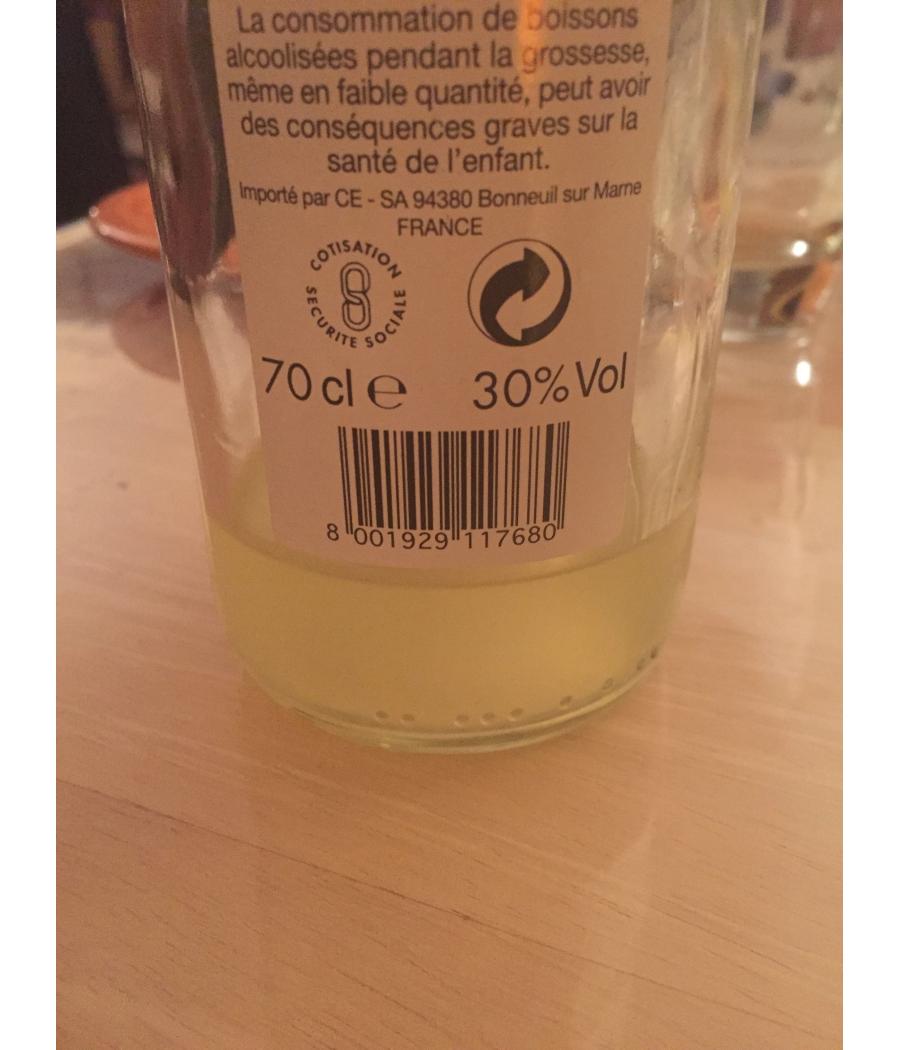 La consommation de boissons
alcoolisées pendant la grossesse,
même en faible quantité, peut avoir
des conséquences graves sur la
santé de l'enfant.
Importé par CE - SA 94380 Bonneuil sur Marne
FRANCE
COTISATION
SECURITE SOCIALE
70 cl e 30% Vol
8 001929 117680